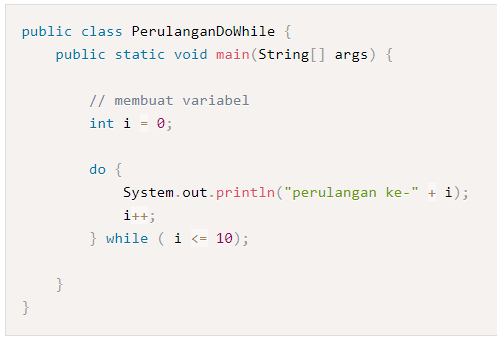 public class PerulanganDoWhile {
    public static void main(String[] args) {

        // membuat variabel
        int i = 0;

        do {
            System.out.println("perulangan ke-" + i);
            i++;
        } while ( i <= 10);

    }
}